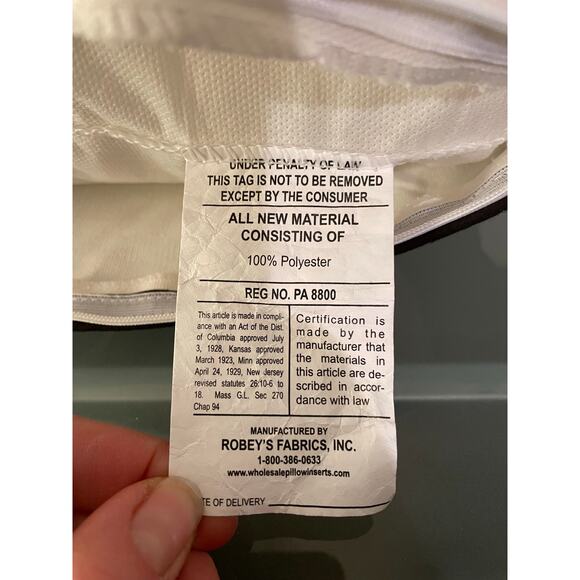 UNDER PENALTY OF LAW
THIS TAG IS NOT TO BE REMOVED
EXCEPT BY THE CONSUMER
ALL NEW MATERIAL
CONSISTING OF
100% Polyester
REG NO. PA 8800
This article is made in compli-
ance with an Act of the Dist.
of Columbia approved July
3, 1928, Kansas approved
March 1923, Minn approved
April 24, 1929, New Jersey
revised statutes 26:10-6 to
18. Mass G.L. Sec 270
Chap 94
Certification is
made by the
manufacturer that
the materials in
this article are de-
scribed in accor-
dance with law
MANUFACTURED BY
ROBEY'S FABRICS, INC.
1-800-386-0633
www.wholesalepillowinserts.com
TE OF DELIVERY